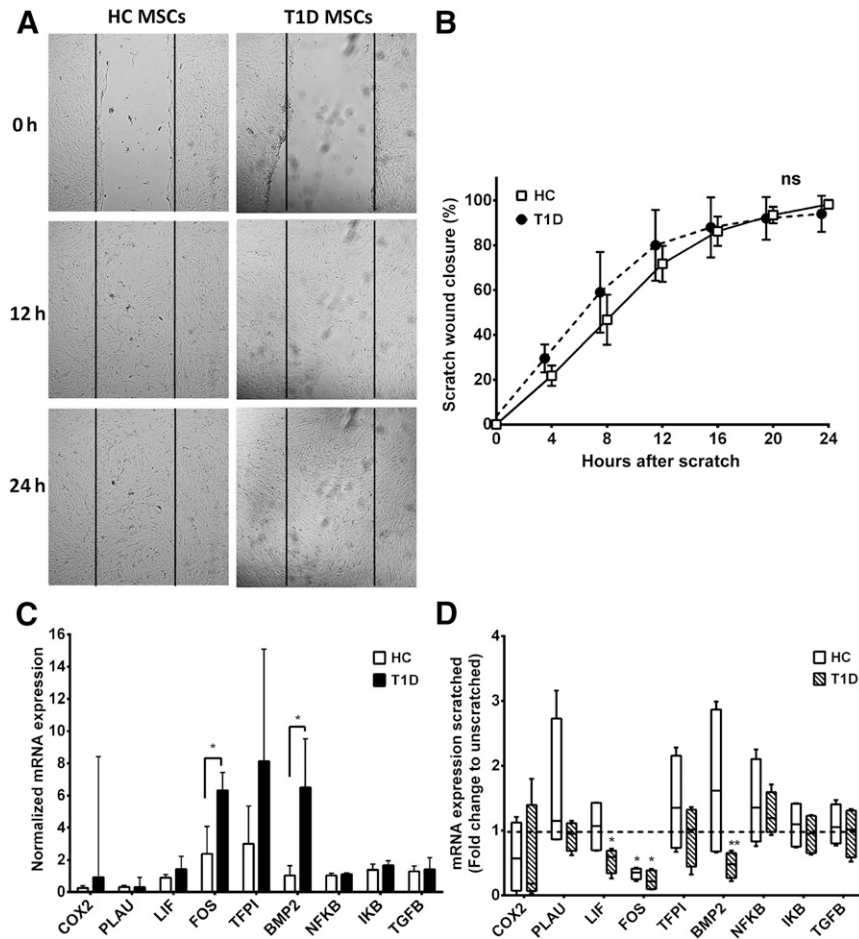 A
HC MSCs
T1D MSCs
0 h
12 h
24 h
B
Scratch wound closure (%)
100
80
60
40
20
0
HC
T1D
ns
0 4 8 12 16 20 24
Hours after scratch
C
Normalized mRNA expression
16
14
12
10
8
6
4
2
0
HC
T1D
*
*
COX2 PLAU LIF FOS TFPI BMP2 NFKB IKB TGFB
D
mRNA expression scratched
(Fold change to unscratched)
4
3
2
1
0
HC
T1D
*
* *
**
COX2 PLAU LIF FOS TFPI BMP2 NFKB IKB TGFB